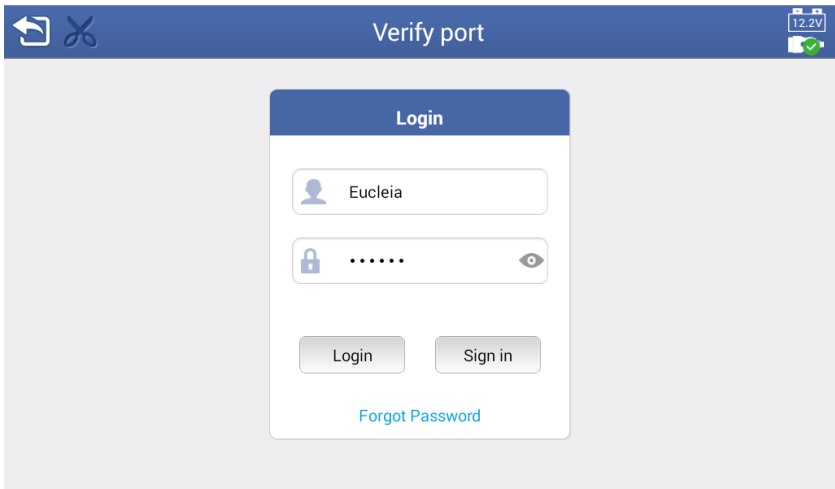 Verify port
12.2V
Login
Eucleia
••••••
Login
Sign in
Forgot Password